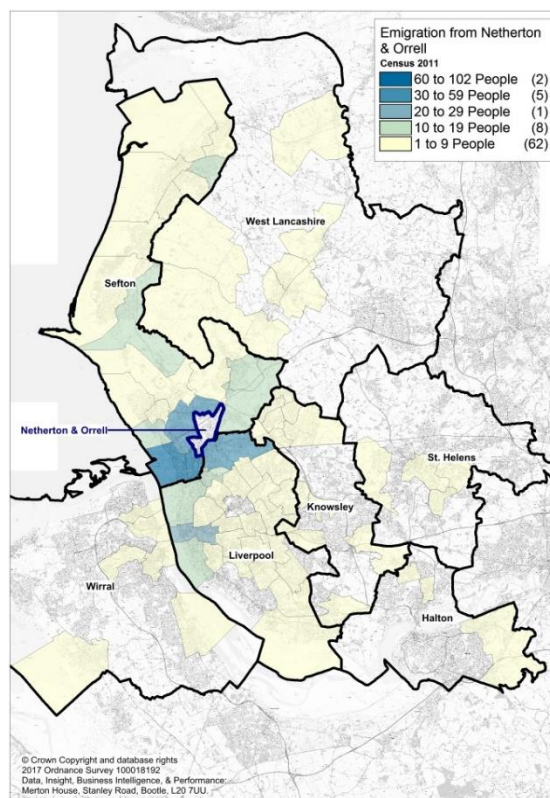 Emigration from Netherton
& Orrell
Census 2011
60 to 102 People (2)
30 to 59 People (5)
20 to 29 People (1)
10 to 19 People (8)
1 to 9 People (62)
West Lancashire
Sefton
Netherton & Orrell
St. Helens
Knowsley
Liverpool
Wirral
Halton
© Crown Copyright and database rights
2017 Ordnance Survey 100018192
Data, Insight, Business Intelligence, & Performance:
Merton House, Stanley Road, Bootle, L20 7UU.